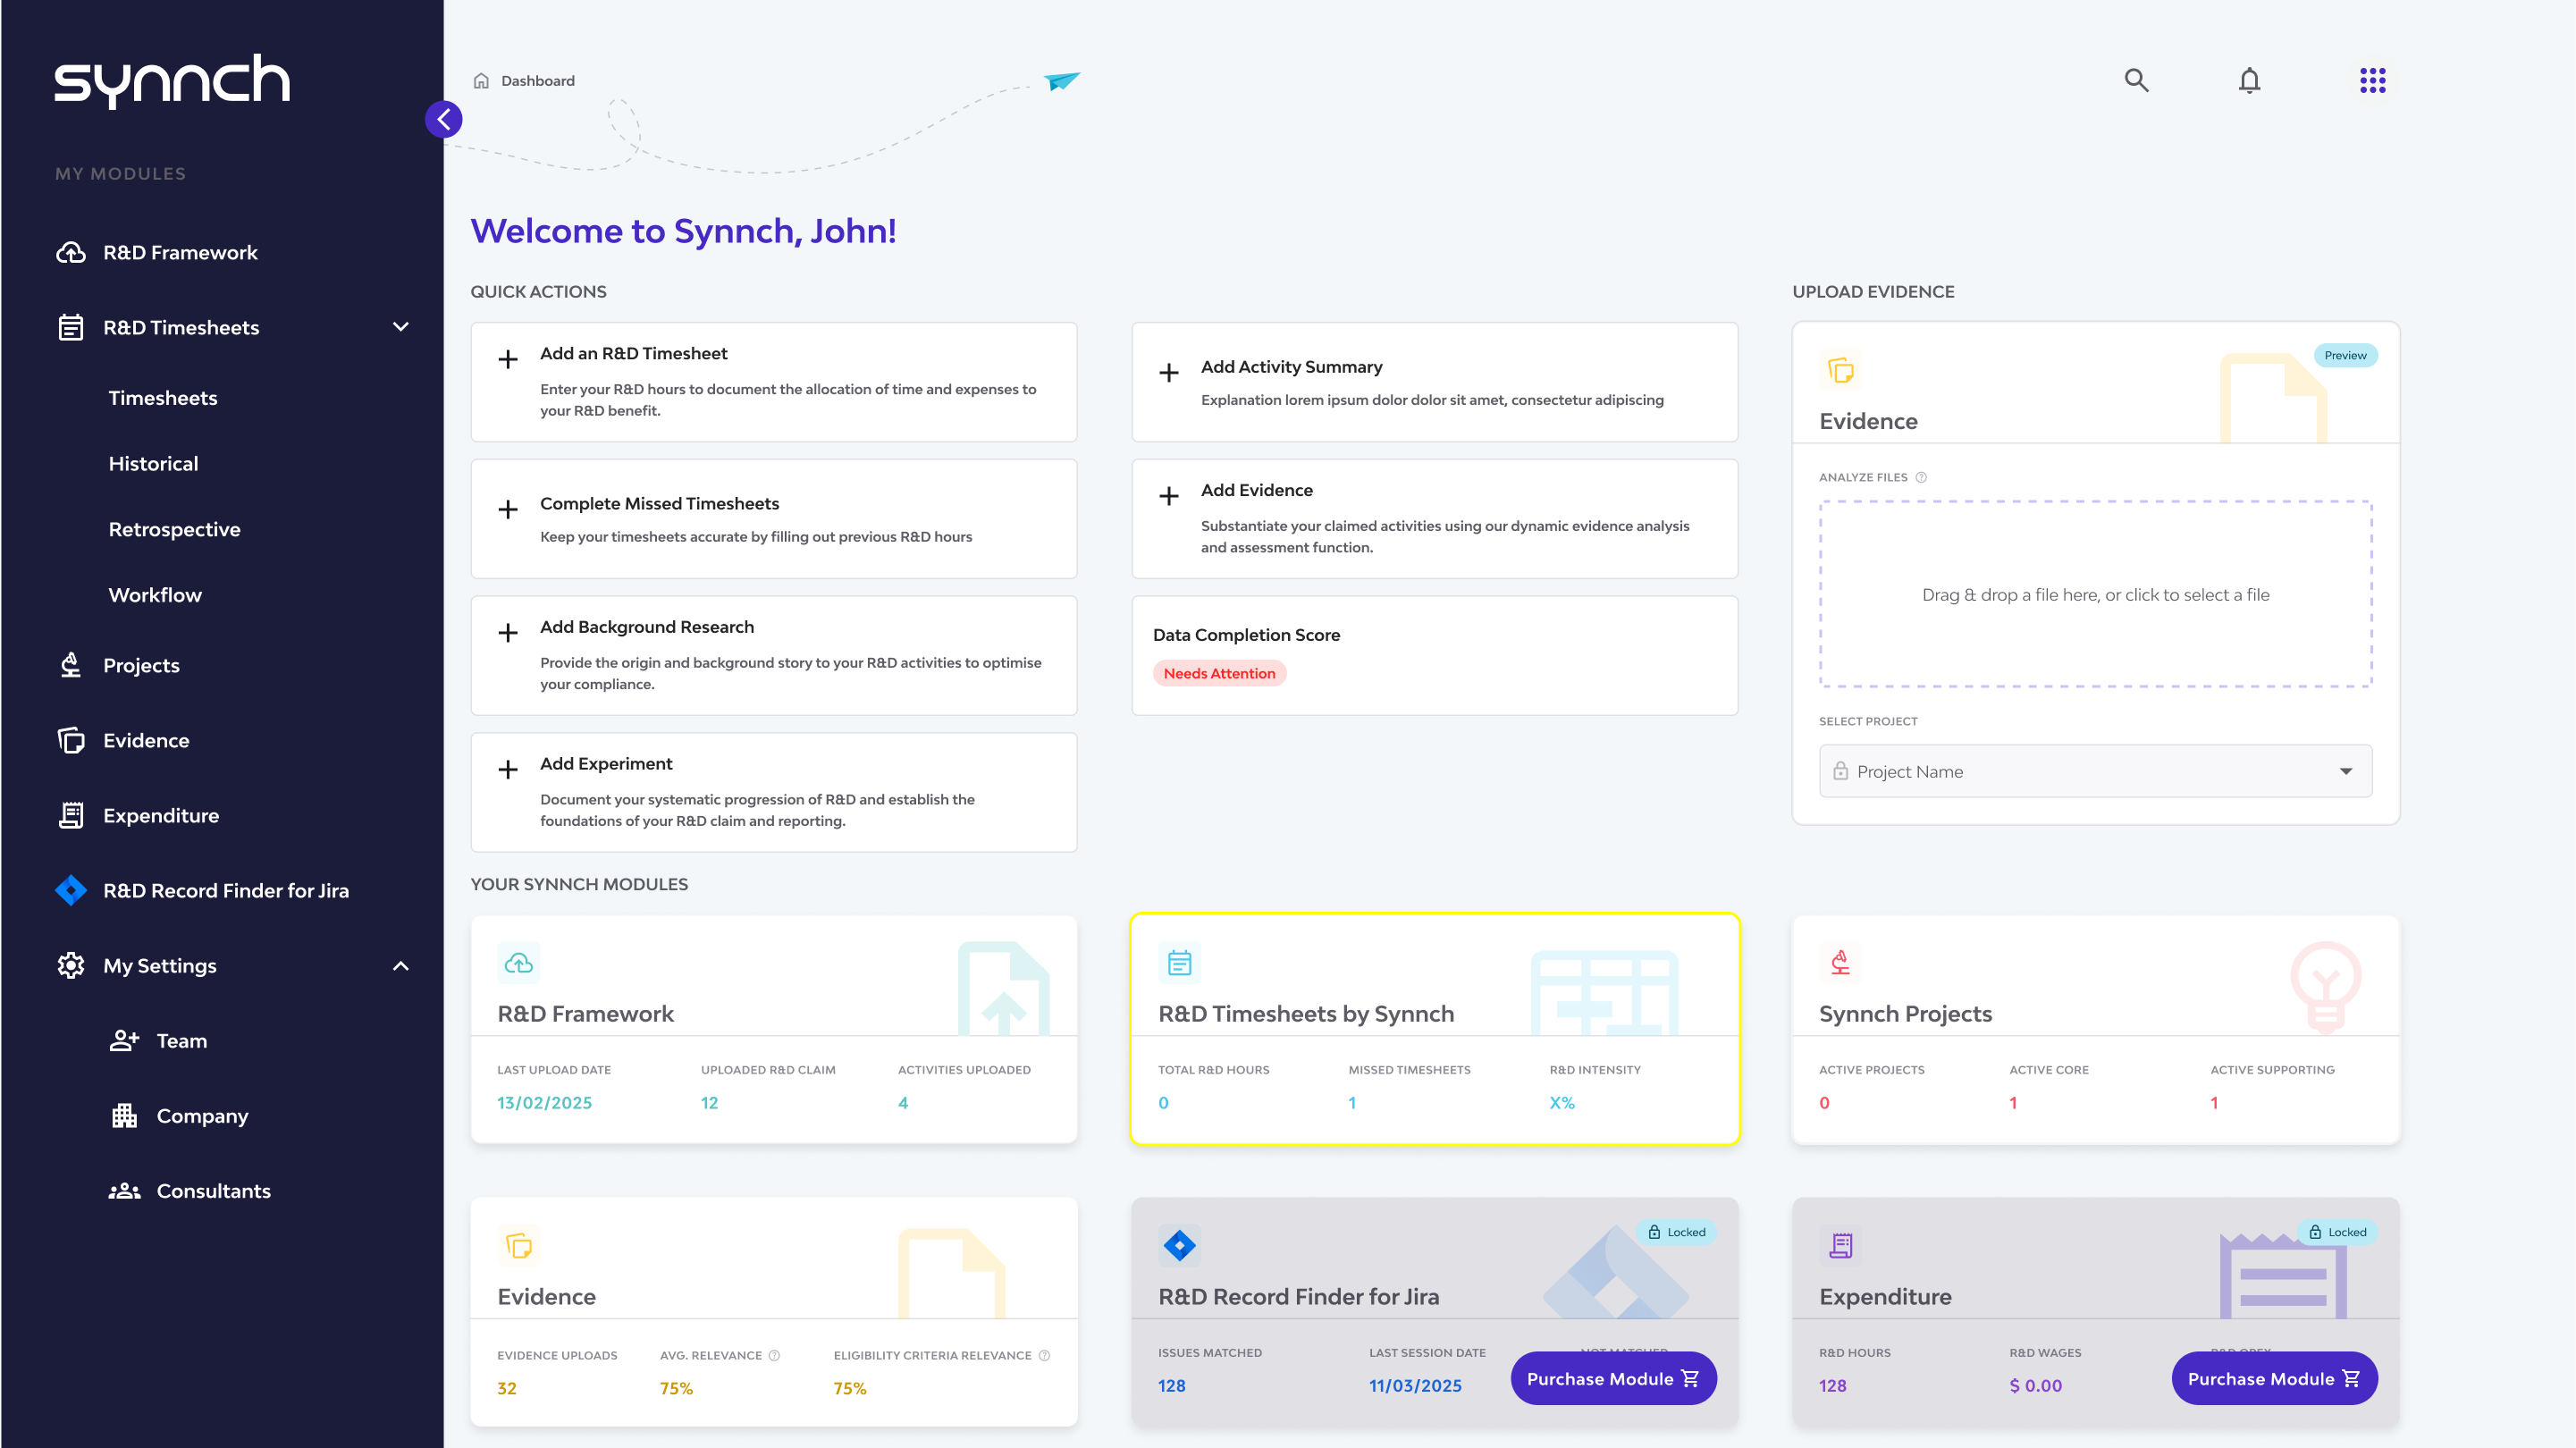 synnch
MY MODULES
R&D Framework
R&D Timesheets
Timesheets
Historical
Retrospective
Workflow
Projects
Evidence
Expenditure
R&D Record Finder for Jira
My Settings
Team
Company
Consultants
Dashboard
Welcome to Synnch, John!
QUICK ACTIONS
Add an R&D Timesheet
Enter your R&D hours to document the allocation of time and expenses to
your R&D benefit.
Add Activity Summary
Explanation lorem ipsum dolor dolor sit amet, consectetur adipiscing
Complete Missed Timesheets
Keep your timesheets accurate by filling out previous R&D hours
Add Evidence
Substantiate your claimed activities using our dynamic evidence analysis
and assessment function.
Add Background Research
Provide the origin and background story to your R&D activities to optimise
your compliance.
Data Completion Score
Needs Attention
Add Experiment
Document your systematic progression of R&D and establish the
foundations of your R&D claim and reporting.
UPLOAD EVIDENCE
Preview
Evidence
ANALYZE FILES
Drag & drop a file here, or click to select a file
SELECT PROJECT
Project Name
YOUR SYNNCH MODULES
R&D Framework
LAST UPLOAD DATE UPLOADED R&D CLAIM ACTIVITIES UPLOADED
13/02/2025 12 4
R&D Timesheets by Synnch
TOTAL R&D HOURS MISSED TIMESHEETS R&D INTENSITY
0 1 X%
Synnch Projects
ACTIVE PROJECTS ACTIVE CORE ACTIVE SUPPORTING
0 1 1
Evidence
EVIDENCE UPLOADS AVG. RELEVANCE ELIGIBILITY CRITERIA RELEVANCE
32 75% 75%
Locked
R&D Record Finder for Jira
ISSUES MATCHED LAST SESSION DATE NOT MATCHED
128 11/03/2025
Purchase Module
Locked
Expenditure
R&D HOURS R&D WAGES R&D OPEX
128 $ 0.00
Purchase Module